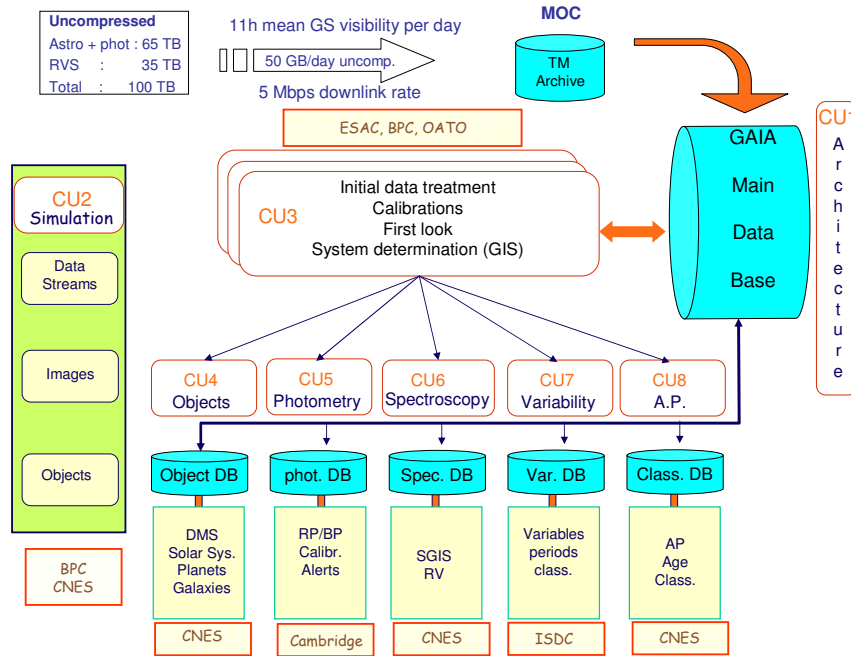 Uncompressed
Astro + phot : 65 TB
RVS : 35 TB
Total : 100 TB
11h mean GS visibility per day
50 GB/day uncomp.
5 Mbps downlink rate
MOC
TM
Archive
ESAC, BPC, OATO
CU3
Initial data treatment
Calibrations
First look
System determination (GIS)
GAIA
Main
Data
Base
CU1
A
r
c
h
i
t
e
c
t
u
r
e
CU2
Simulation
Data
Streams
Images
Objects
BPC
CNES
CU4
Objects
CU5
Photometry
CU6
Spectroscopy
CU7
Variability
CU8
A.P.
Object DB
phot. DB
Spec. DB
Var. DB
Class. DB
DMS
Solar Sys.
Planets
Galaxies
RP/BP
Calibr.
Alerts
SGIS
RV
Variables
periods
class.
AP
Age
Class.
CNES
Cambridge
CNES
ISDC
CNES